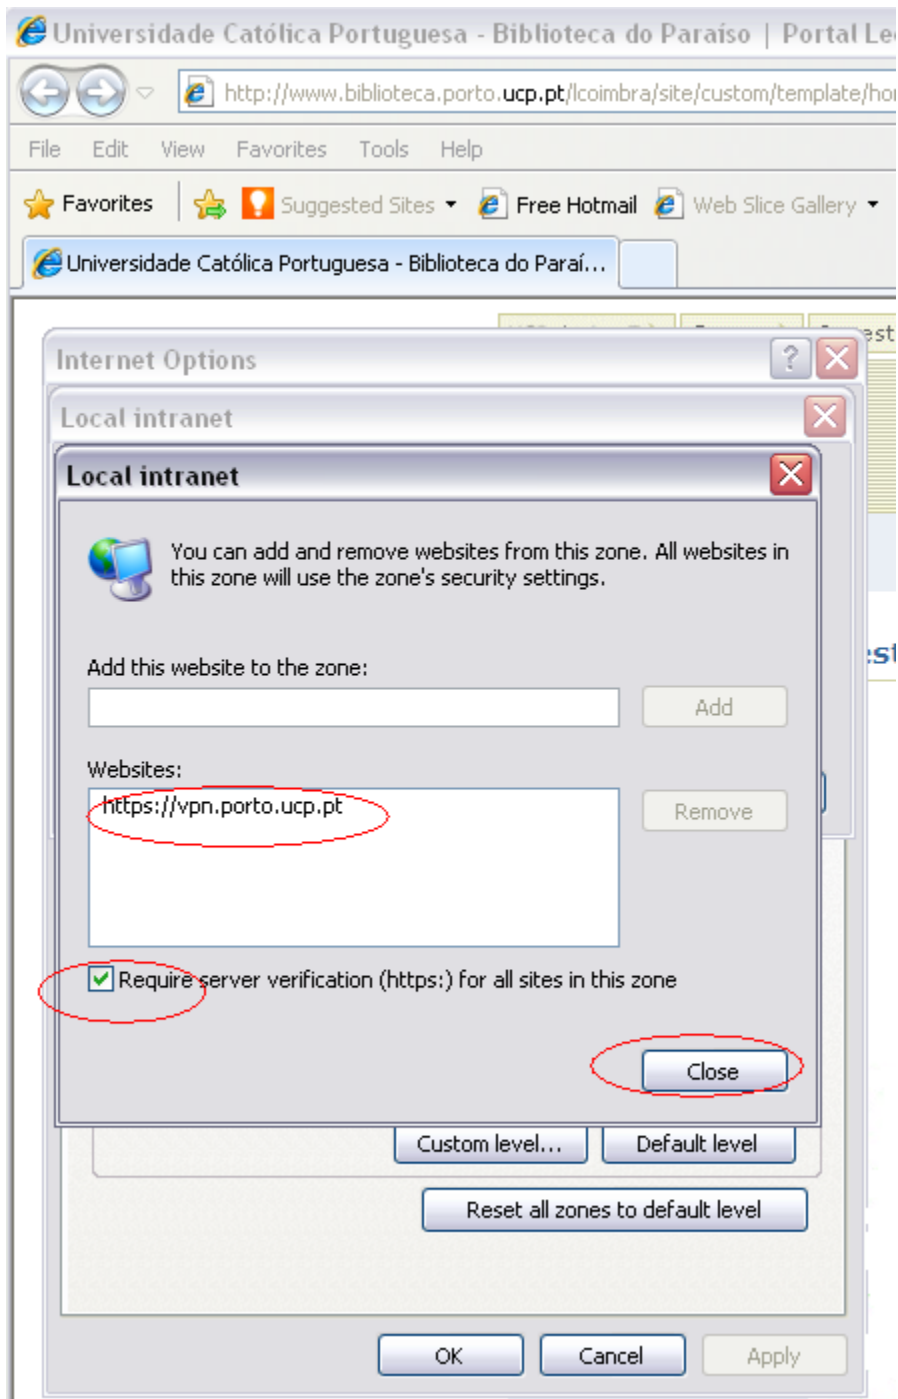 Universidade Católica Portuguesa - Biblioteca do Paraíso | Portal Le
http://www.biblioteca.porto.ucp.pt/lcoimbra/site/custom/template/ho
File Edit View Favorites Tools Help
Favorites Suggested Sites Free Hotmail Web Slice Gallery
Universidade Católica Portuguesa - Biblioteca do Paraí...
est
Internet Options
Local intranet
Local intranet
You can add and remove websites from this zone. All websites in
this zone will use the zone's security settings.
est
Add this website to the zone:
Add
Websites:
https://vpn.porto.ucp.pt
Remove
Require server verification (https:) for all sites in this zone
Close
Custom level... Default level
Reset all zones to default level
OK Cancel Apply